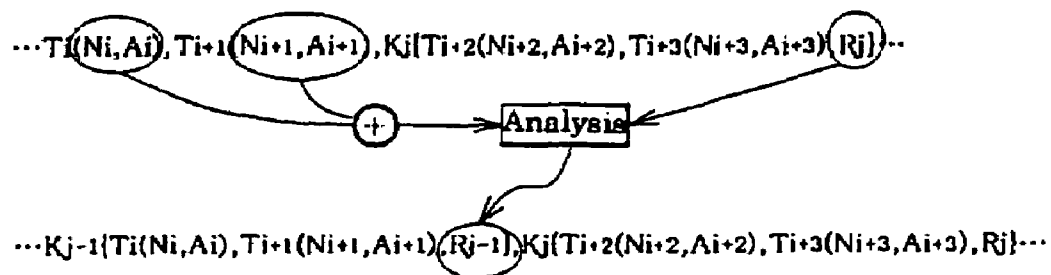 ...Ti(Ni,Ai),Ti+1(Ni+1,Ai+1),Kj{Ti+2(Ni+2,Ai+2),Ti+3(Ni+3,Ai+3){Rj}...
+
Analysis
...Kj-1{Ti(Ni,Ai),Ti+1(Ni+1,Ai+1),Rj-1},Kj{Ti+2(Ni+2,Ai+2),Ti+3(Ni+3,Ai+3),Rj}...